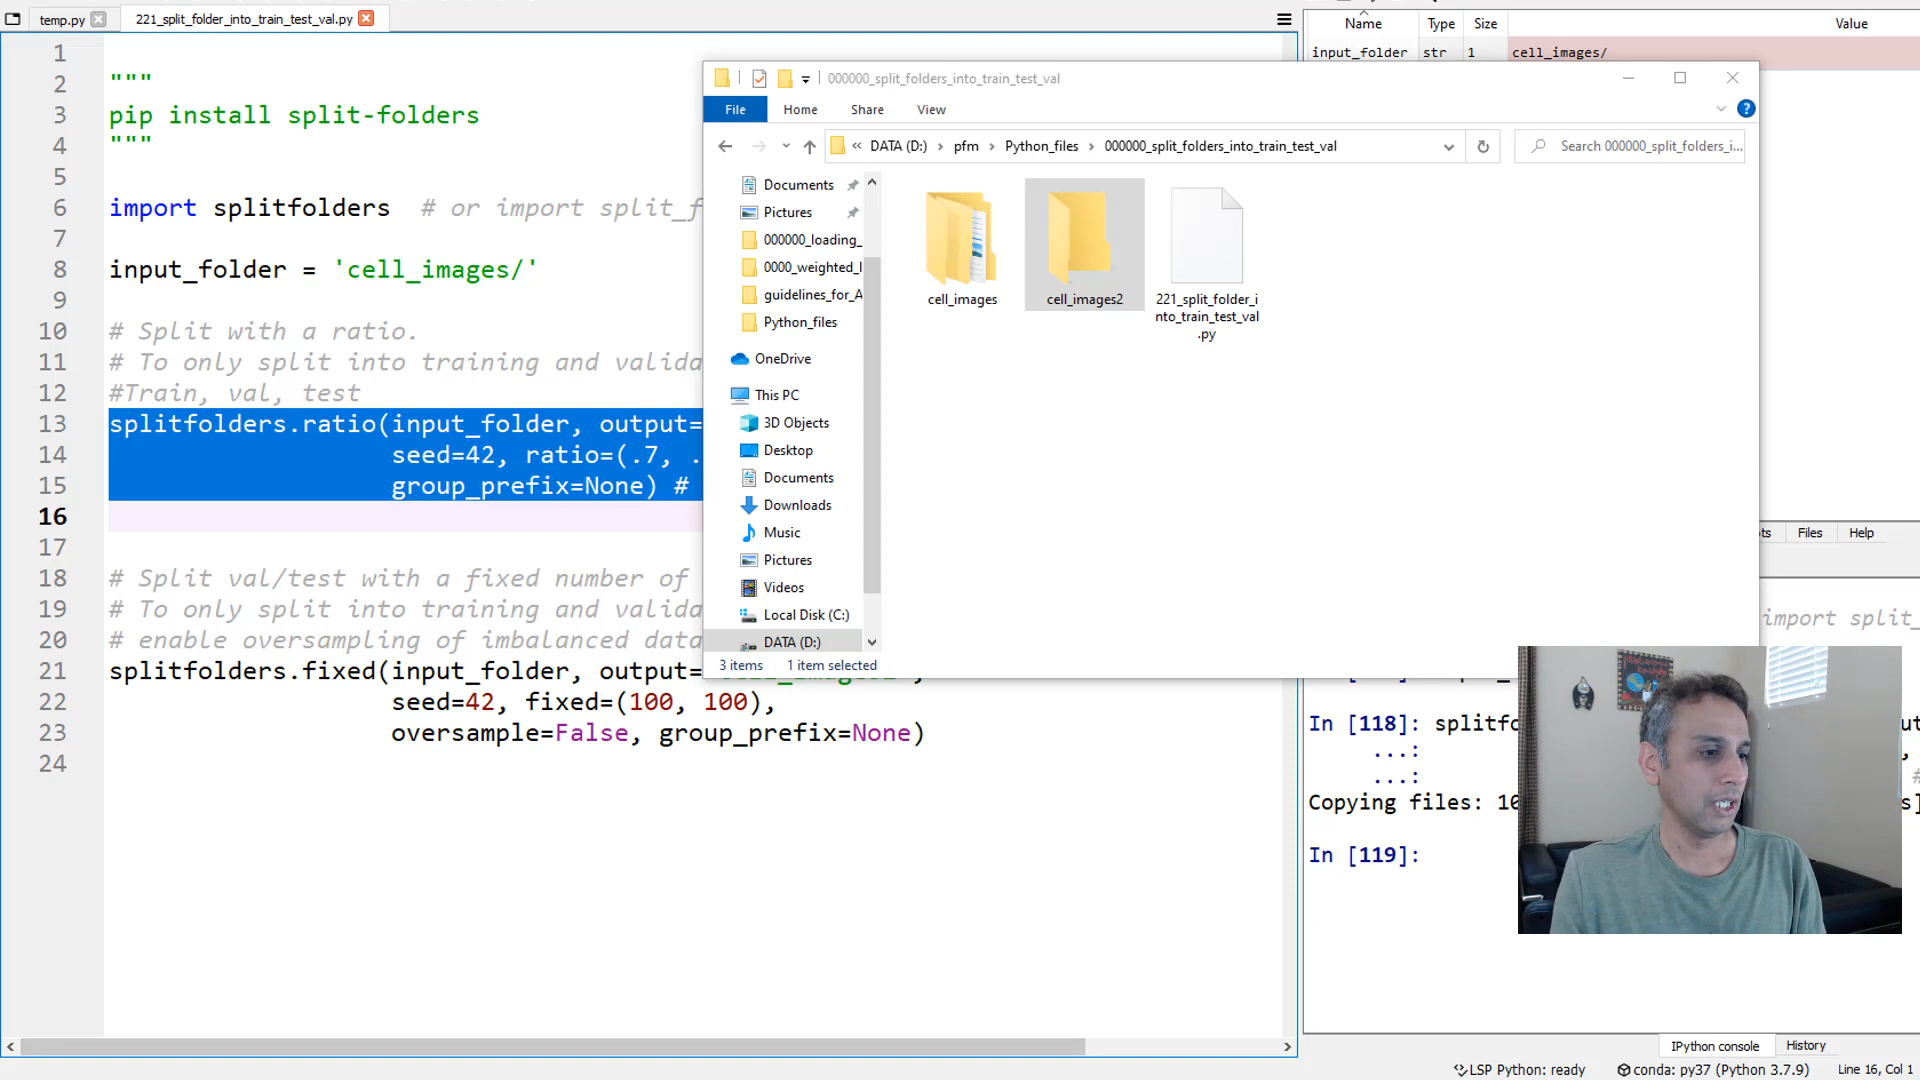 temp.py
221_split_folder_into_train_test_val.py
1
2 """
3 pip install split-folders
4 """
5
6 import splitfolders # or import split_f
7
8 input_folder = 'cell_images/'
9
10 # Split with a ratio.
11 # To only split into training and valida
12 #Train, val, test
13 splitfolders.ratio(input_folder, output=
14 seed=42, ratio=(.7, .
15 group_prefix=None) #
16
17
18 # Split val/test with a fixed number of
19 # To only split into training and valida
20 # enable oversampling of imbalanced data
21 splitfolders.fixed(input_folder, output=
22 seed=42, fixed=(100, 100),
23 oversample=False, group_prefix=None)
24
000000_split_folders_into_train_test_val
File Home Share View
« DATA (D:) › pfm › Python_files › 000000_split_folders_into_train_test_val
Search 000000_split_folders_i...
Documents
Pictures
000000_loading_
0000_weighted_l
guidelines_for_A
Python_files
OneDrive
This PC
3D Objects
Desktop
Documents
Downloads
Music
Pictures
Videos
Local Disk (C:)
DATA (D:)
cell_images
cell_images2
221_split_folder_i
nto_train_test_val
.py
3 items 1 item selected
Name Type Size Value
input_folder str 1 cell_images/
ts Files Help
import split_
In [118]: splitfo
...:
...:
Copying files: 10
In [119]:
IPython console History
LSP Python: ready conda: py37 (Python 3.7.9) Line 16, Col 1